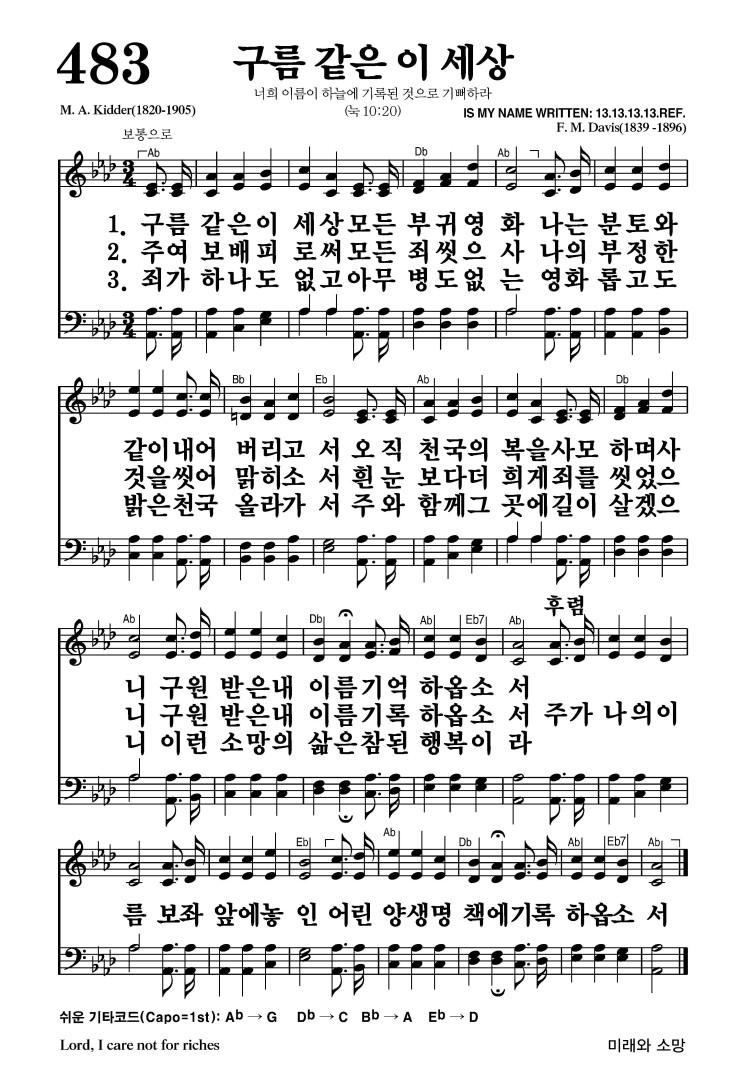 483
구름 같은 이 세상
너희 이름이 하늘에 기록된 것으로 기뻐하라
M. A. Kidder(1820-1905)
(눅 10:20)
IS MY NAME WRITTEN: 13.13.13.13.REF.
F. M. Davis(1839 -1896)
보통으로
Ab Db Ab
1. 구름 같은이 세상모든 부귀영 화 나는 분토와
2. 주여 보배피 로써모든 죄씻으 사 나의 부정한
3. 죄가 하나도 없고아무 병도없 는 영화 롭고도
Bb Eb Ab Db
같이내어 버리고 서 오직 천국의 복을사모 하며사
것을씻어 맑히소 서 흰눈 보다더 희게죄를 씻었으
밝은천국 올라가 서 주와 함께그 곳에길이 살겠으
후렴
Ab Db Ab Eb7 Ab
니 구원 받은내 이름기억 하옵소 서
니 구원 받은내 이름기록 하옵소 서 주가 나의이
니 이런 소망의 삶은참된 행복이 라
Eb Ab Db Ab Eb7 Ab
름 보좌 앞에놓 인 어린 양생명 책에기록 하옵소 서
쉬운 기타코드(Capo=1st): Ab → G Db → C Bb → A Eb → D
Lord, I care not for riches
미래와 소망